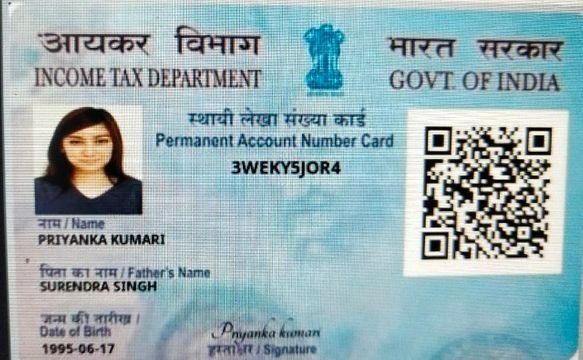 आयकर विभाग
INCOME TAX DEPARTMENT
भारत सरकार
GOVT. OF INDIA
स्थायी लेखा संख्या कार्ड
Permanent Account Number Card
3WEKY5JOR4
नाम / Name
PRIYANKA KUMARI
पिता का नाम / Father's Name
SURENDRA SINGH
जन्म की तारीख /
Date of Birth
1995-06-17
Priyanka kumari
हस्ताक्षर / Signature